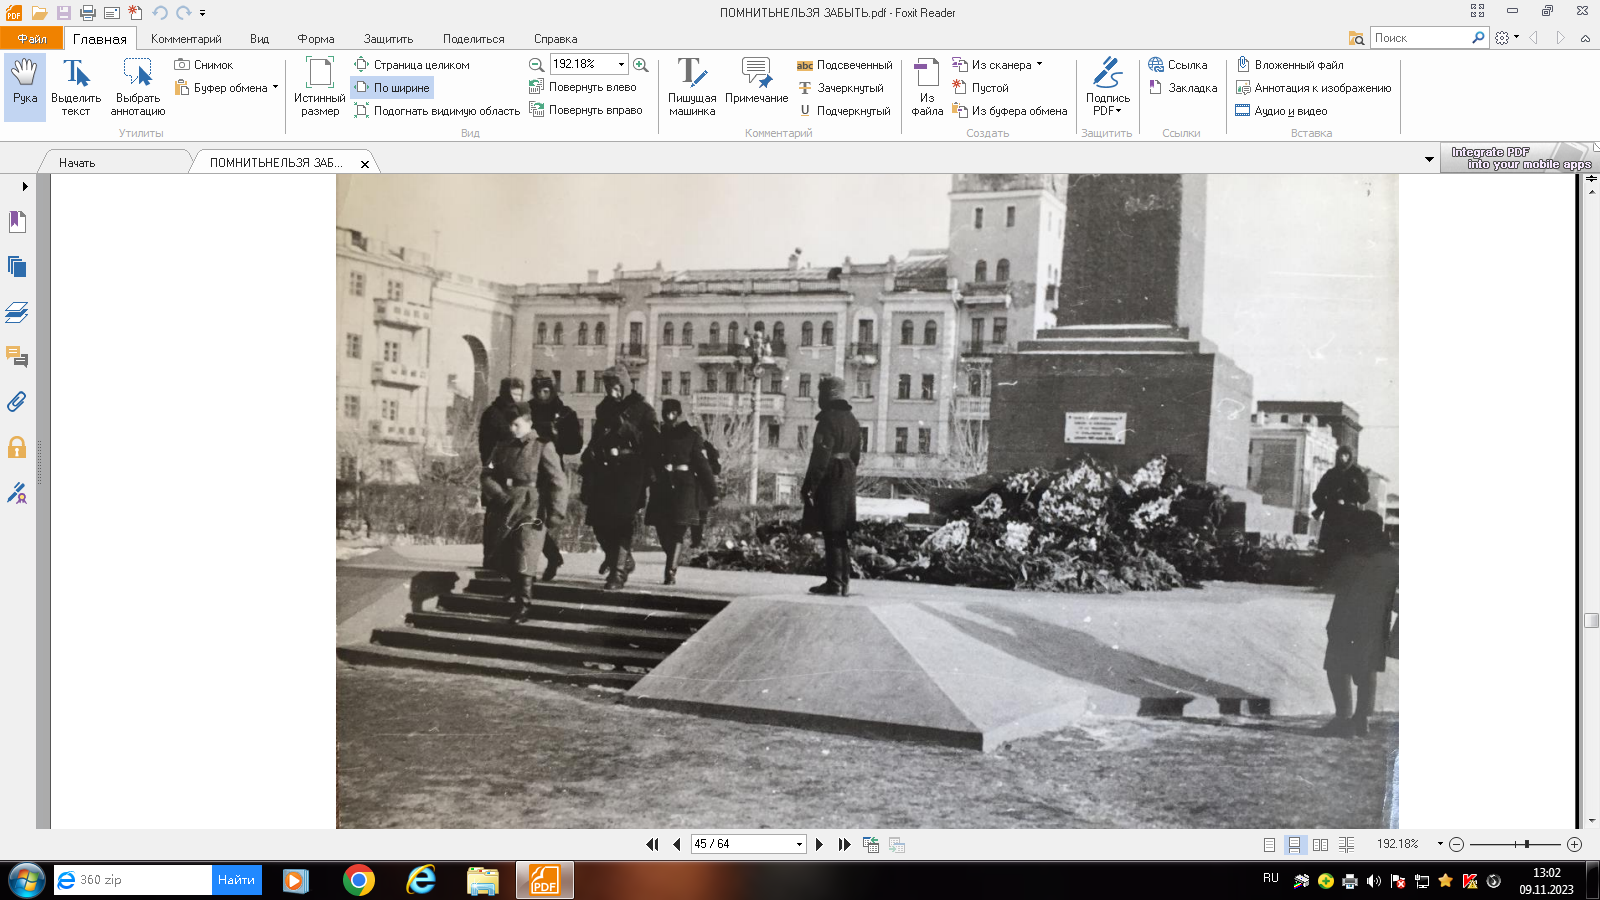 ПОМНИТЬНЕЛЬЗЯ ЗАБЫТЬ.pdf - Foxit Reader
Файл Главная Комментарий Вид Форма Защитить Поделиться Справка Поиск
Рука
Выделить текст
Выбрать аннотацию
Снимок
Буфер обмена
Утилиты
Истинный размер
Страница целиком
По ширине
Подогнать видимую область
192.18%
Повернуть влево
Повернуть вправо
Вид
Пишущая машинка
Примечание
Подсвеченный
Зачеркнутый
Подчеркнутый
Комментарий
Из файла
Из сканера
Пустой
Из буфера обмена
Создать
Подпись PDF
Защитить
Ссылка
Закладка
Ссылки
Вложенный файл
Аннотация к изображению
Аудио и видео
Вставка
Начать
ПОМНИТЬНЕЛЬЗЯ ЗАБ...
Integrate PDF
into your mobile apps
45 / 64
192.18%
360 zip Найти
PDF
RU
13:02
09.11.2023